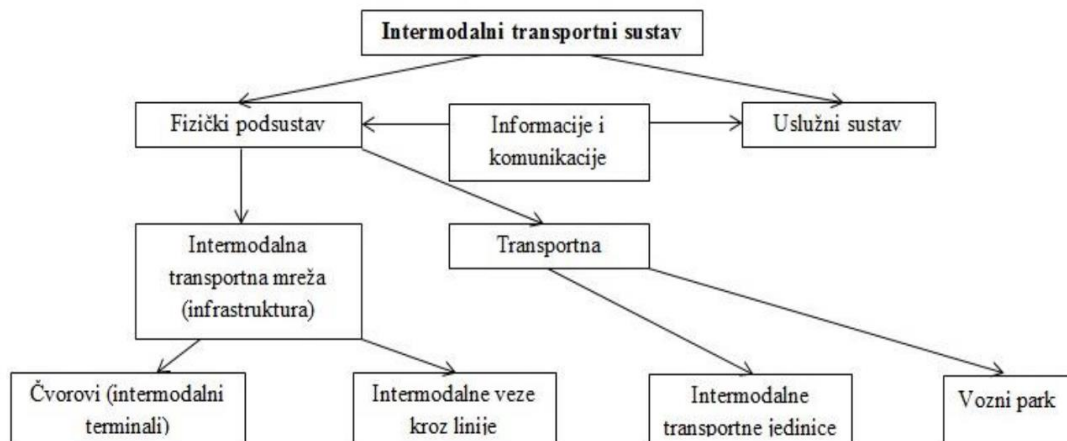 Intermodalni transportni sustav
Fizički podsustav
Informacije i
komunikacije
Uslužni sustav
Intermodalna
transportna mreža
(infrastruktura)
Transportna
Čvorovi (intermodalni
terminali)
Intermodalne veze
kroz linije
Intermodalne
transportne jedinice
Vozni park